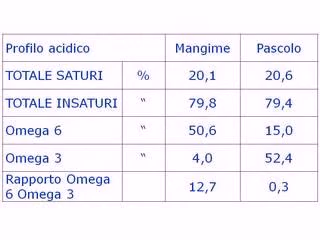 Profilo acidico Mangime Pascolo
TOTALE SATURI % 20,1 20,6
TOTALE INSATURI “ 79,8 79,4
Omega 6 “ 50,6 15,0
Omega 3 “ 4,0 52,4
Rapporto Omega
6 Omega 3 12,7 0,3